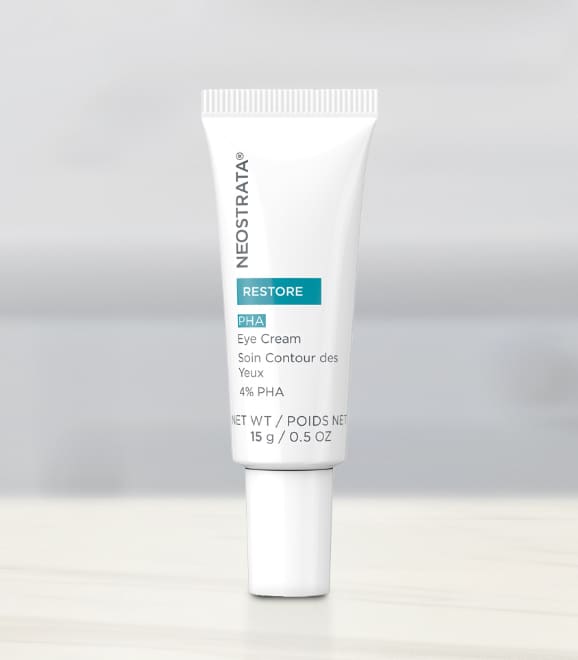 NEOSTRATA®
RESTORE
PHA
Eye Cream
Soin Contour des
Yeux
4% PHA
NET WT / POIDS NET
15 g / 0.5 OZ